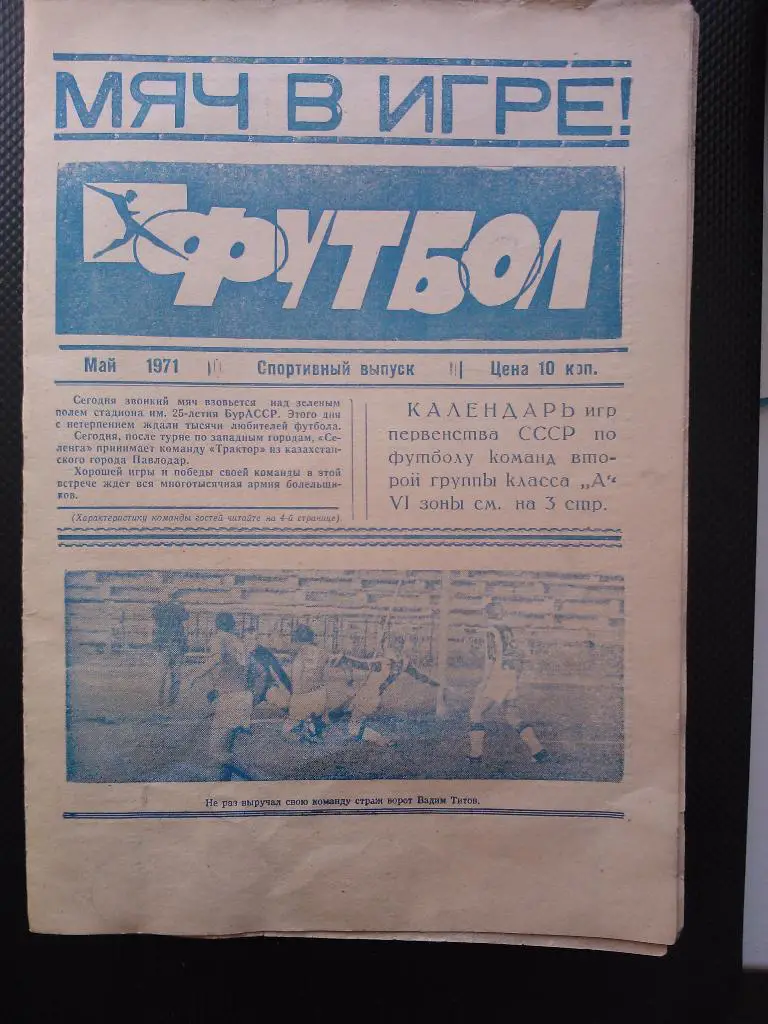 МЯЧ В ИГРЕ!
ФУТБОЛ
Май 1971 Спортивный выпуск Цена 10 коп.
Сегодня звонкий мяч взовьется над зеленым
полем стадиона им. 25-летия БурАССР. Этого дня
с нетерпением ждали тысячи любителей футбола.
Сегодня, после турне по западным городам, «Се-
ленга» принимает команду «Трактор» из казахстан-
ского города Павлодар.
Хорошей игры и победы своей команды в этой
встрече ждет вся многотысячная армия болельщи-
ков.
(Характеристику команды гостей читайте на 4-й странице)
КАЛЕНДАРЬ игр
первенства СССР по
футболу команд вто-
рой группы класса „А“
VI зоны см. на 3 стр.
Не раз выручал свою команду страж ворот Вадим Титов.